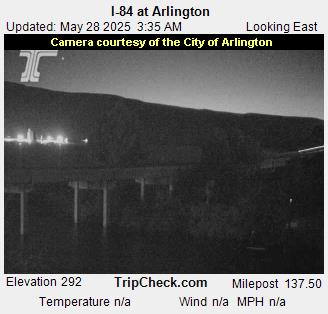 I-84 at Arlington
Updated: May 28 2025 3:35 AM Looking East
Camera courtesy of the City of Arlington
Elevation 292 TripCheck.com Milepost 137.50
Temperature n/a Wind n/a MPH n/a